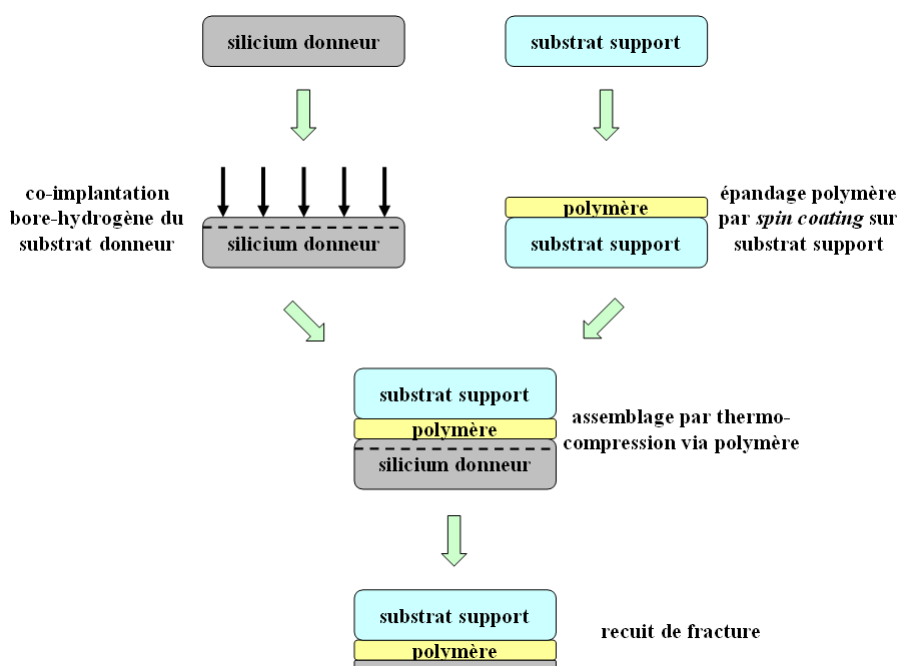 silicium donneur
substrat support
co-implantation
bore-hydrogène du
substrat donneur
silicium donneur
polymère
substrat support
épandage polymère
par spin coating sur
substrat support
substrat support
polymère
silicium donneur
assemblage par thermo-
compression via polymère
substrat support
polymère
recuit de fracture